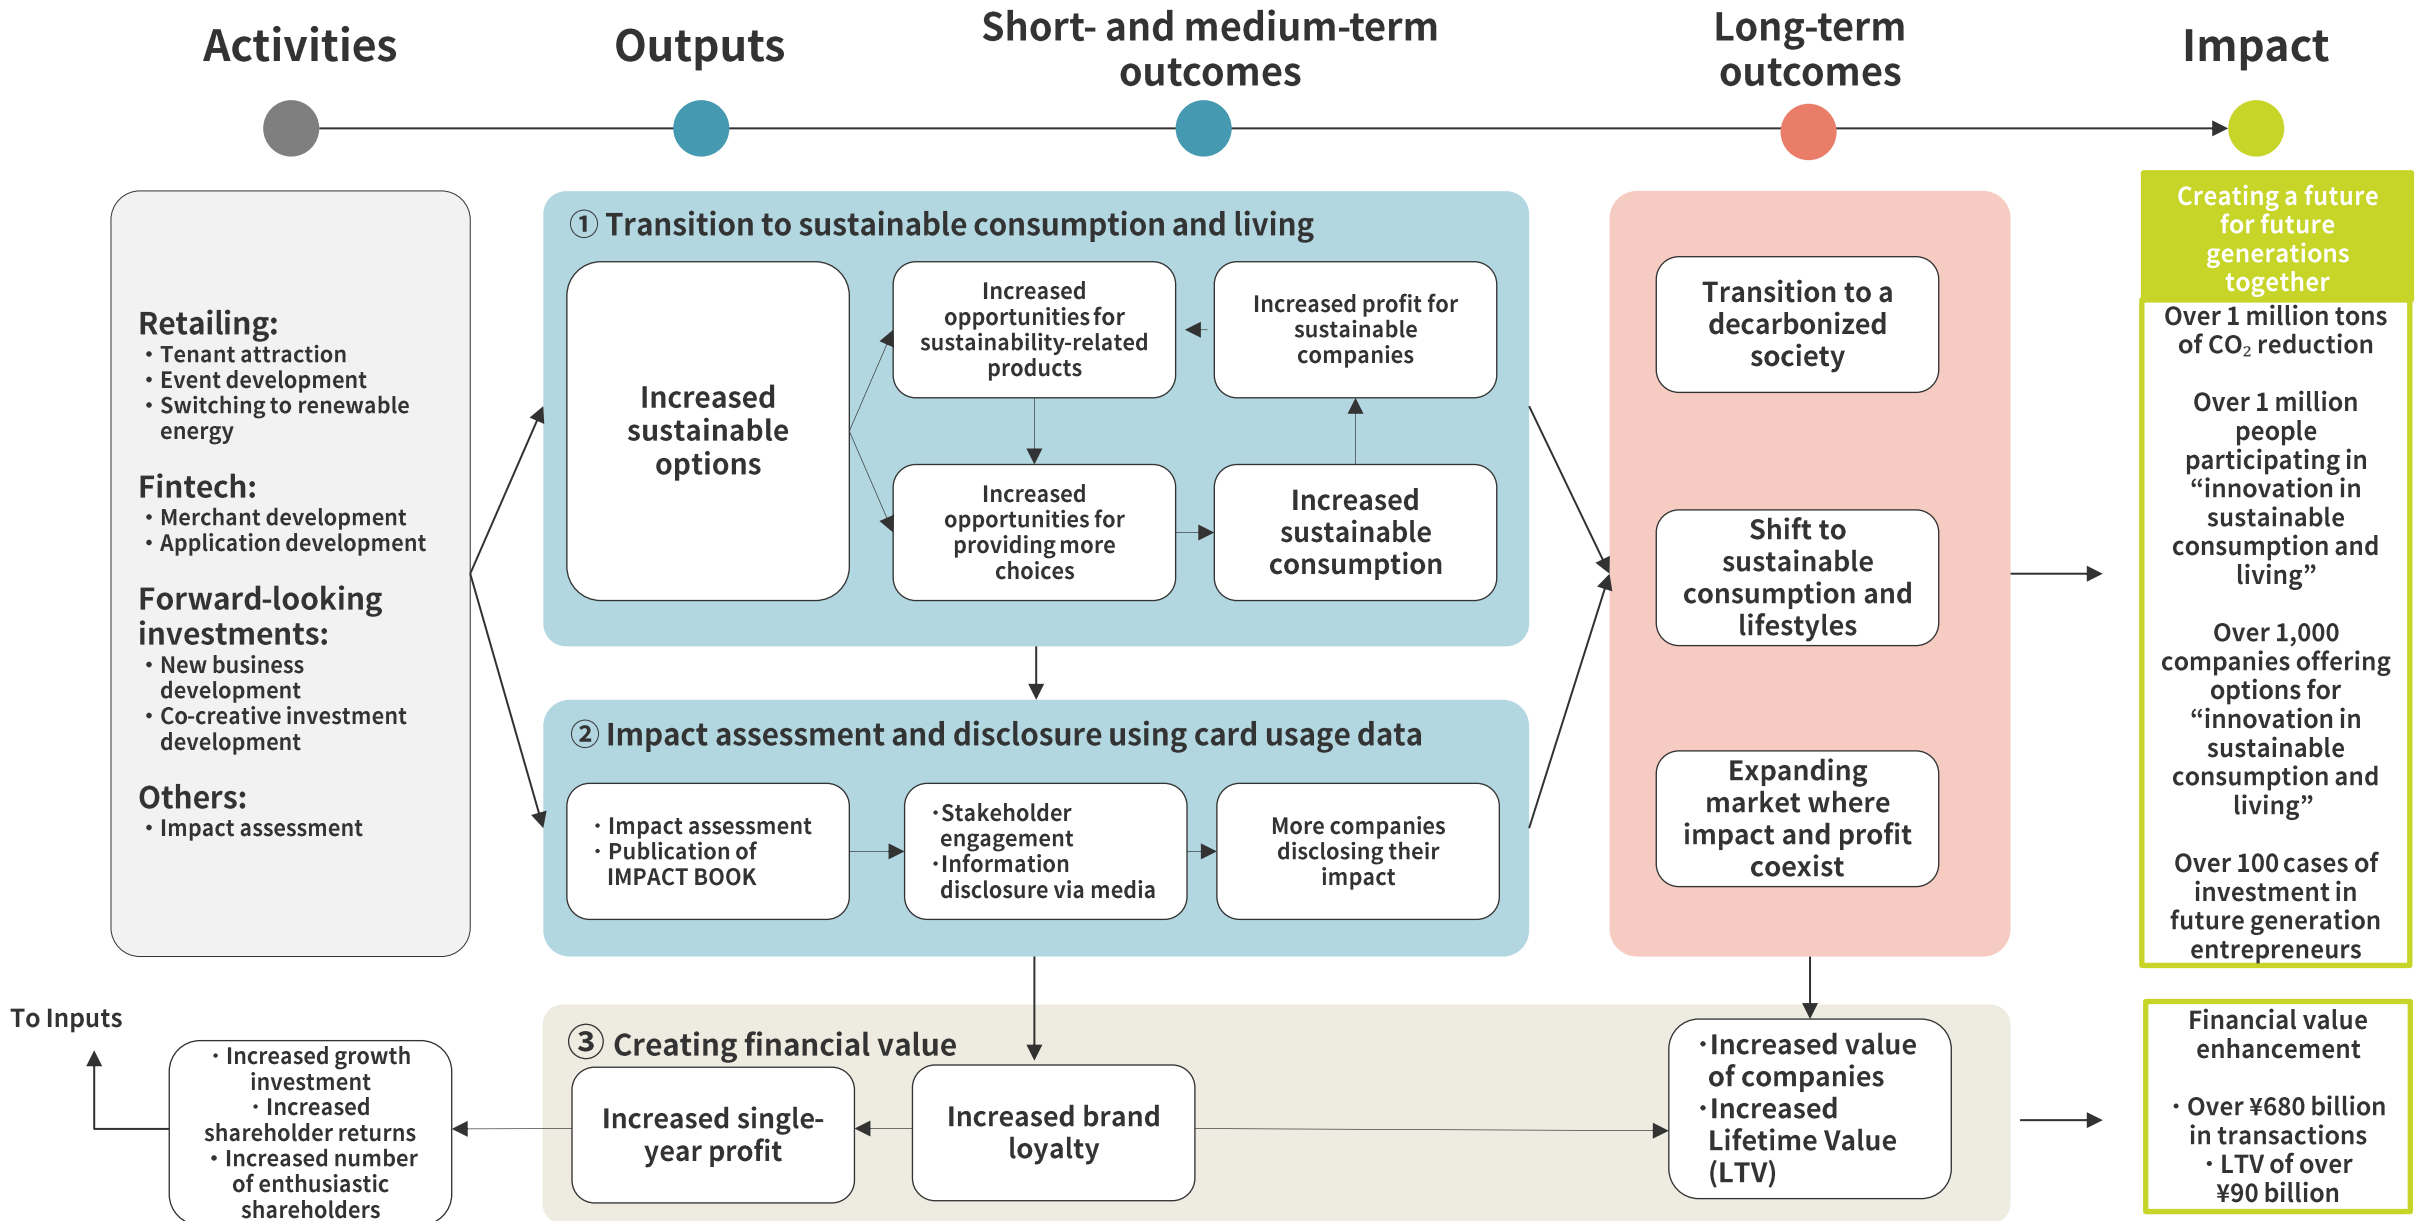 Activities
Outputs
Short- and medium-term
outcomes
Long-term
outcomes
Impact
Retailing:
・Tenant attraction
・Event development
・Switching to renewable
energy
Fintech:
・Merchant development
・Application development
Forward-looking
investments:
・New business
development
・Co-creative investment
development
Others:
・Impact assessment
① Transition to sustainable consumption and living
Increased
sustainable
options
Increased
opportunities for
sustainability-related
products
Increased profit for
sustainable
companies
Increased
opportunities for
providing more
choices
Increased
sustainable
consumption
② Impact assessment and disclosure using card usage data
・Impact assessment
・Publication of
IMPACT BOOK
・Stakeholder
engagement
・Information
disclosure via media
More companies
disclosing their
impact
Transition to a
decarbonized
society
Shift to
sustainable
consumption and
lifestyles
Expanding
market where
impact and profit
coexist
Creating a future
for future
generations
together
Over 1 million tons
of CO₂ reduction
Over 1 million
people
participating in
“innovation in
sustainable
consumption and
living”
Over 1,000
companies offering
options for
“innovation in
sustainable
consumption and
living”
Over 100 cases of
investment in
future generation
entrepreneurs
To Inputs
・Increased growth
investment
・Increased
shareholder returns
・Increased number
of enthusiastic
shareholders
③ Creating financial value
Increased single-
year profit
Increased brand
loyalty
・Increased value
of companies
・Increased
Lifetime Value
(LTV)
Financial value
enhancement
・Over ¥680 billion
in transactions
・LTV of over
¥90 billion